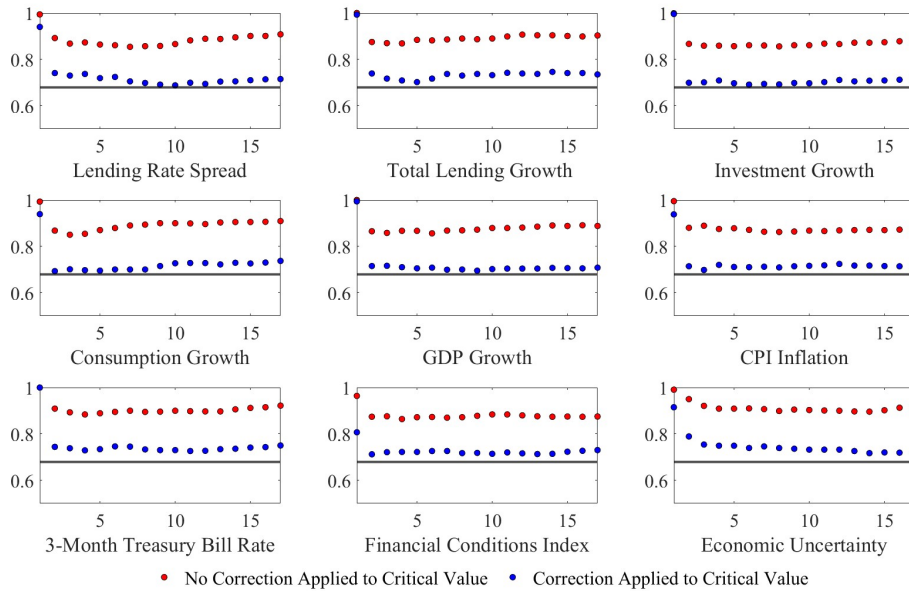 1
0.8
0.6
5 10 15
Lending Rate Spread
1
0.8
0.6
5 10 15
Total Lending Growth
1
0.8
0.6
5 10 15
Investment Growth
1
0.8
0.6
5 10 15
Consumption Growth
1
0.8
0.6
5 10 15
GDP Growth
1
0.8
0.6
5 10 15
CPI Inflation
1
0.8
0.6
5 10 15
3-Month Treasury Bill Rate
1
0.8
0.6
5 10 15
Financial Conditions Index
1
0.8
0.6
5 10 15
Economic Uncertainty
No Correction Applied to Critical Value
Correction Applied to Critical Value